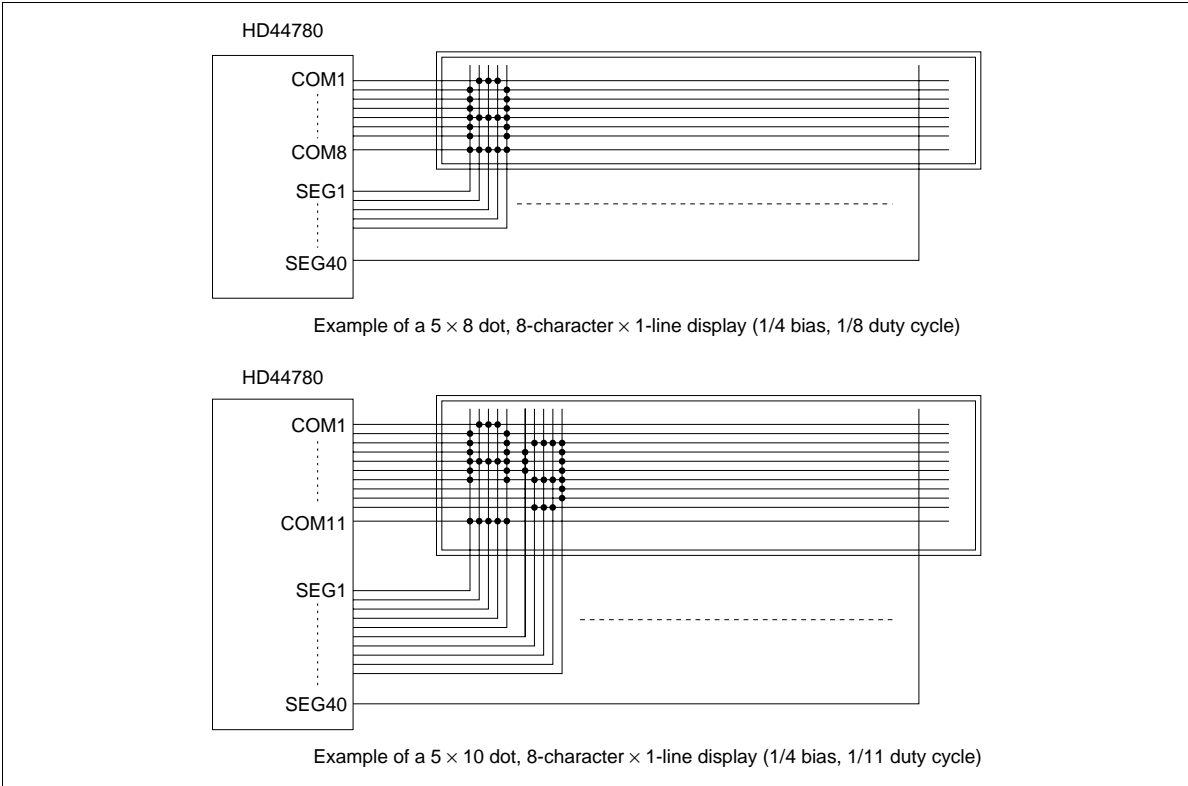 HD44780
COM1
COM8
SEG1
SEG40
Example of a 5 × 8 dot, 8-character × 1-line display (1/4 bias, 1/8 duty cycle)
HD44780
COM1
COM11
SEG1
SEG40
Example of a 5 × 10 dot, 8-character × 1-line display (1/4 bias, 1/11 duty cycle)